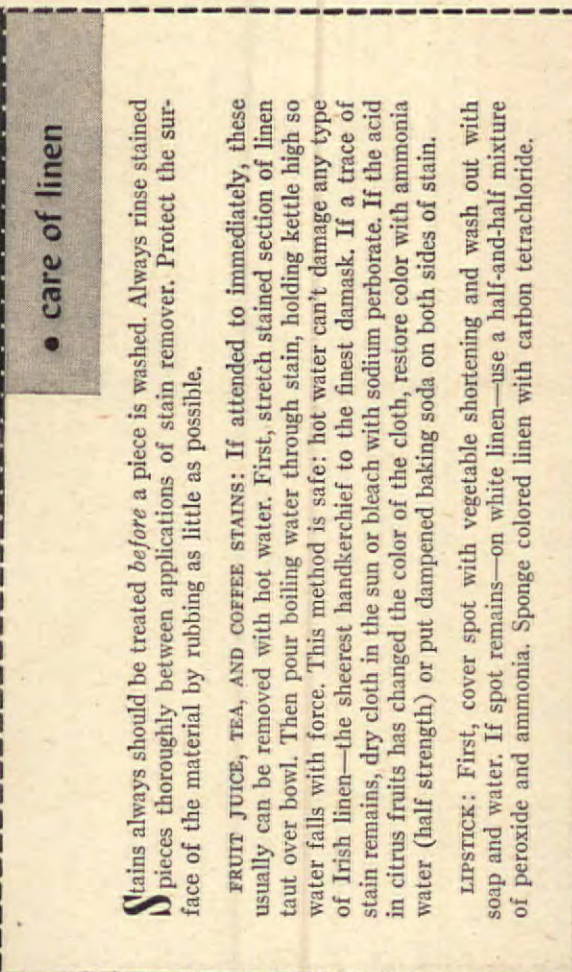 • care of linen
Stains always should be treated before a piece is washed. Always rinse stained
pieces thoroughly between applications of stain remover. Protect the sur-
face of the material by rubbing as little as possible.
FRUIT JUICE, TEA, AND COFFEE STAINS: If attended to immediately, these
usually can be removed with hot water. First, stretch stained section of linen
taut over bowl. Then pour boiling water through stain, holding kettle high so
water falls with force. This method is safe: hot water can't damage any type
of Irish linen—the sheerest handkerchief to the finest damask. If a trace of
stain remains, dry cloth in the sun or bleach with sodium perborate. If the acid
in citrus fruits has changed the color of the cloth, restore color with ammonia
water (half strength) or put dampened baking soda on both sides of stain.
LIPSTICK: First, cover spot with vegetable shortening and wash out with
soap and water. If spot remains—on white linen—use a half-and-half mixture
of peroxide and ammonia. Sponge colored linen with carbon tetrachloride.